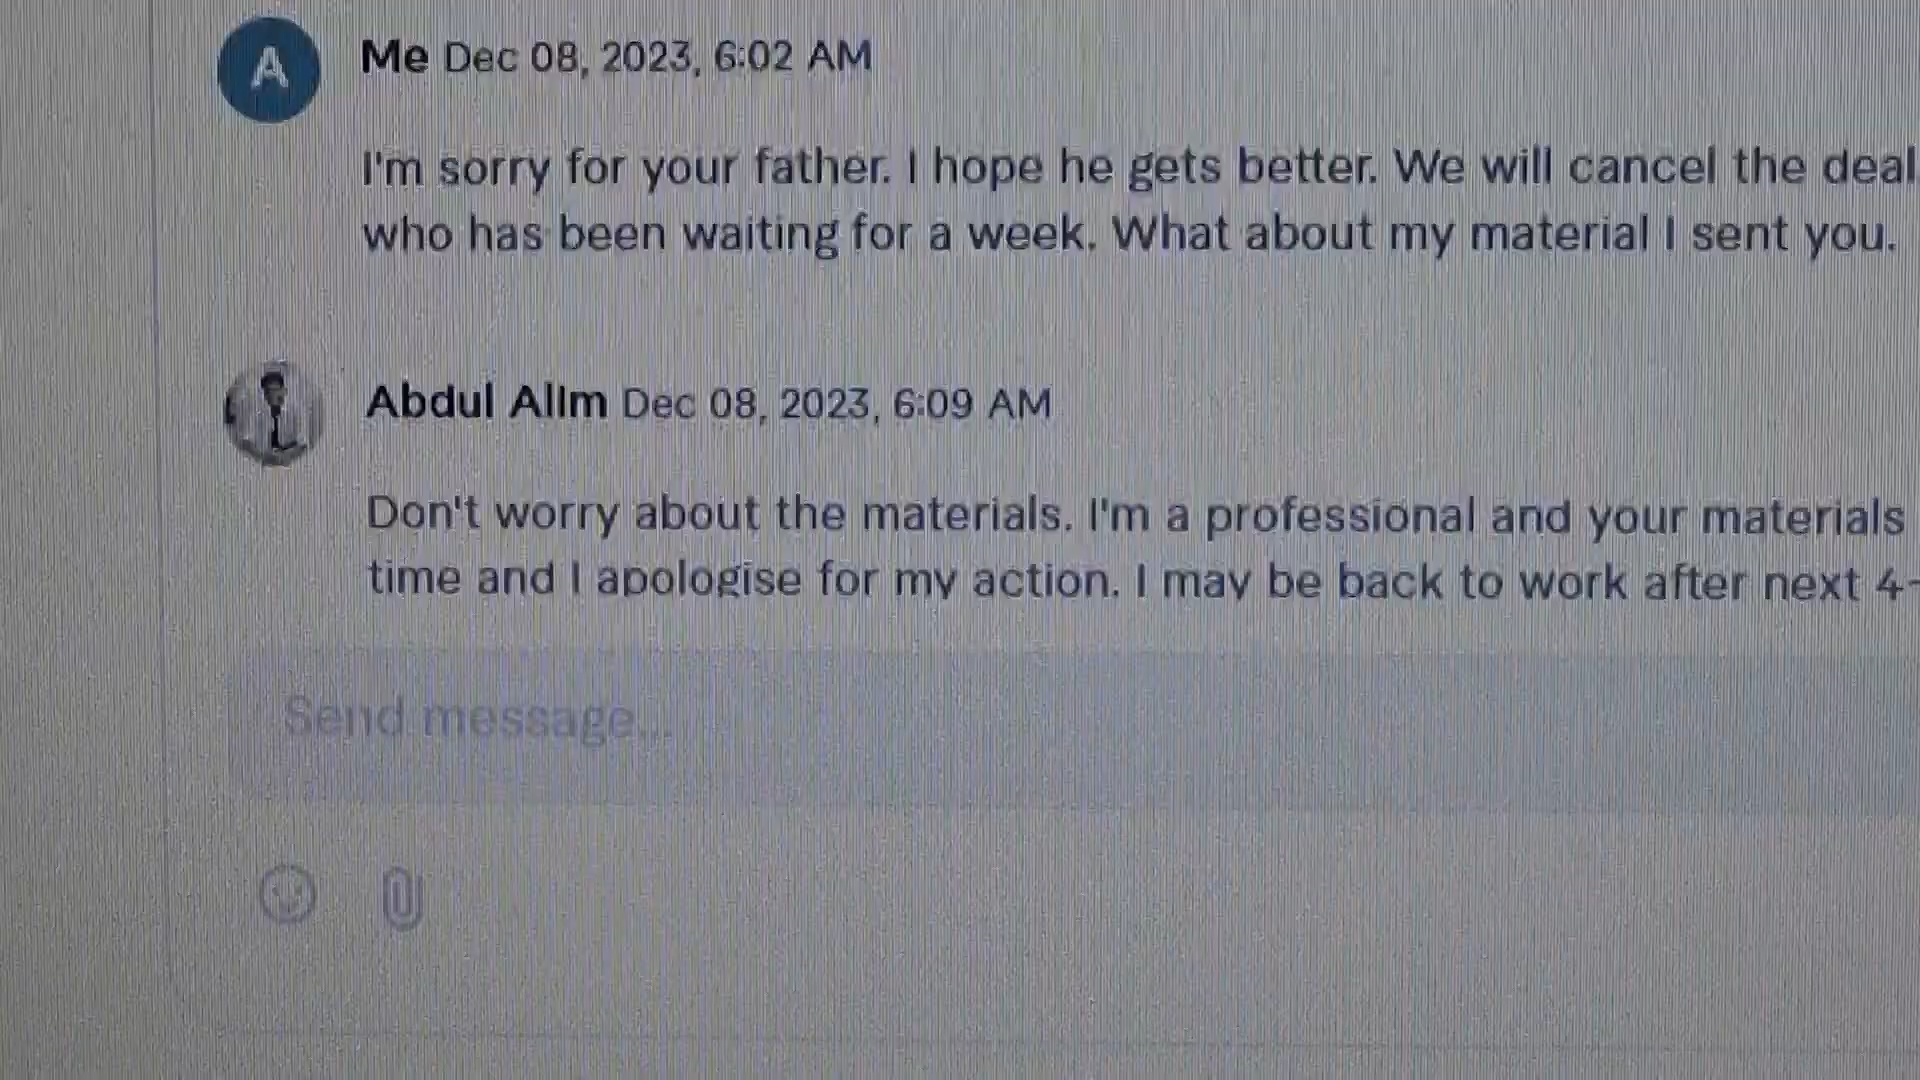 A
Me Dec 08, 2023, 6:02 AM
I'm sorry for your father. I hope he gets better. We will cancel the deal
who has been waiting for a week. What about my material I sent you.
Abdul Alim Dec 08, 2023, 6:09 AM
Don't worry about the materials. I'm a professional and your materials
time and I apologise for my action. I may be back to work after next 4-
Send message...